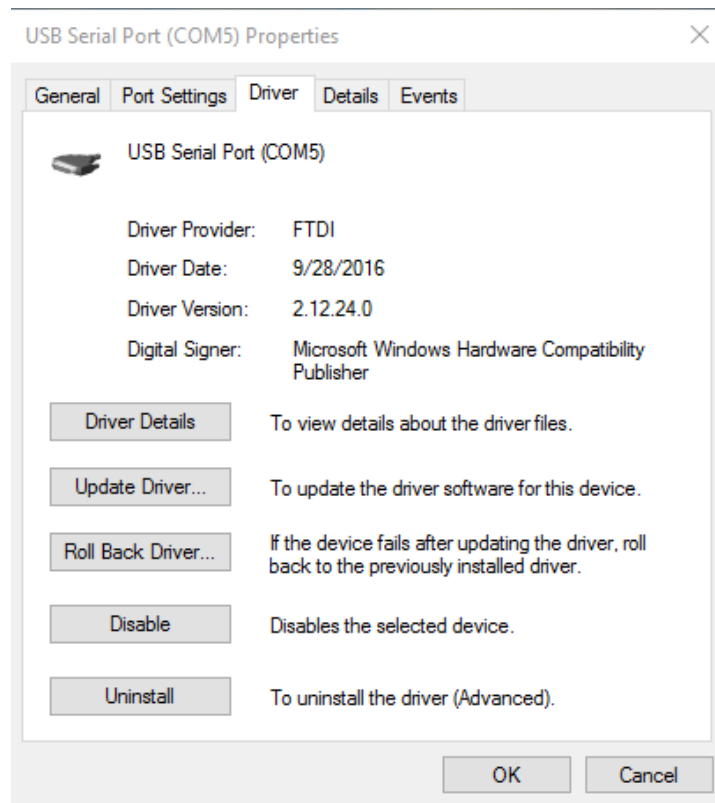 USB Serial Port (COM5) Properties
General Port Settings Driver Details Events
USB Serial Port (COM5)
Driver Provider: FTDI
Driver Date: 9/28/2016
Driver Version: 2.12.24.0
Digital Signer: Microsoft Windows Hardware Compatibility
Publisher
Driver Details To view details about the driver files.
Update Driver... To update the driver software for this device.
Roll Back Driver... If the device fails after updating the driver, roll
back to the previously installed driver.
Disable Disables the selected device.
Uninstall To uninstall the driver (Advanced).
OK Cancel